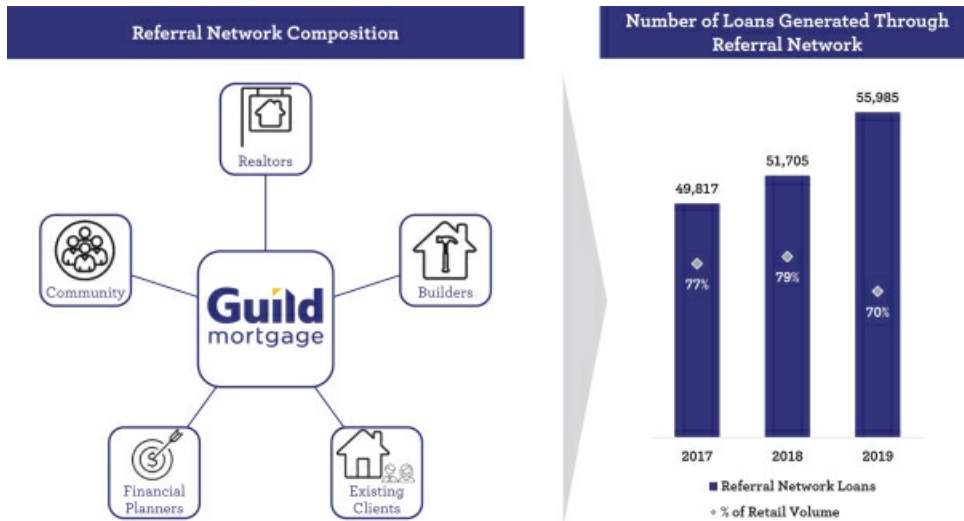 Referral Network Composition
Number of Loans Generated Through
Referral Network
Realtors
Community
Builders
Guild
mortgage
$
Financial
Planners
Existing
Clients
49,817
51,705
55,985
77%
79%
70%
2017
2018
2019
Referral Network Loans
% of Retail Volume